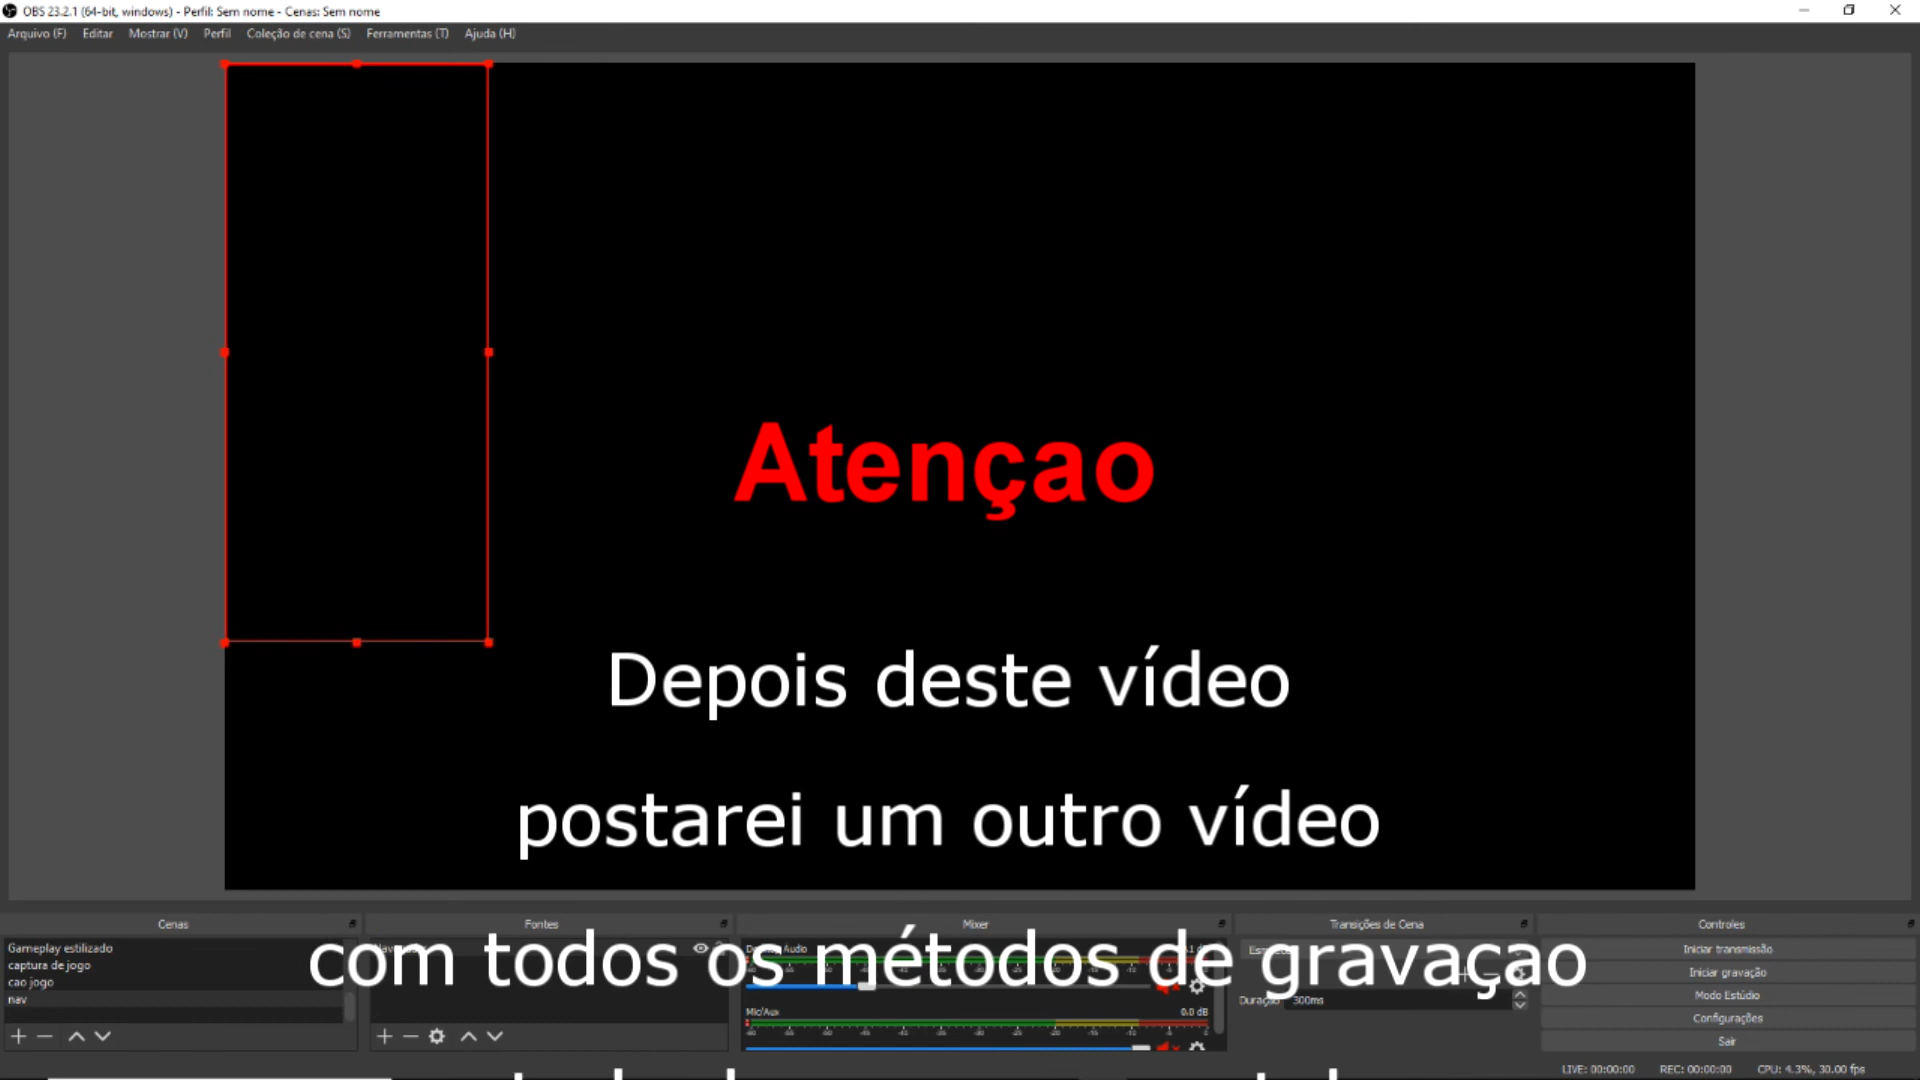 OBS 23.2.1 (64-bit, windows) - Perfil: Sem nome - Cenas: Sem nome
Arquivo (F) Editar Mostrar (V) Perfil Coleção de cena (S) Ferramentas (T) Ajuda (H)
Atençao
Depois deste vídeo
postarei um outro vídeo
com todos os métodos de gravaçao
Cenas
Gameplay estilizado
captura de jogo
cao jogo
nav
Fontes
Mixer
Audio
Mic/Aux
0.0 dB
Transições de Cena
Duração 300ms
Controles
Iniciar transmissão
Iniciar gravação
Modo Estúdio
Configurações
Sair
LIVE: 00:00:00 REC: 00:00:00 CPU: 4.3%, 30.00 fps